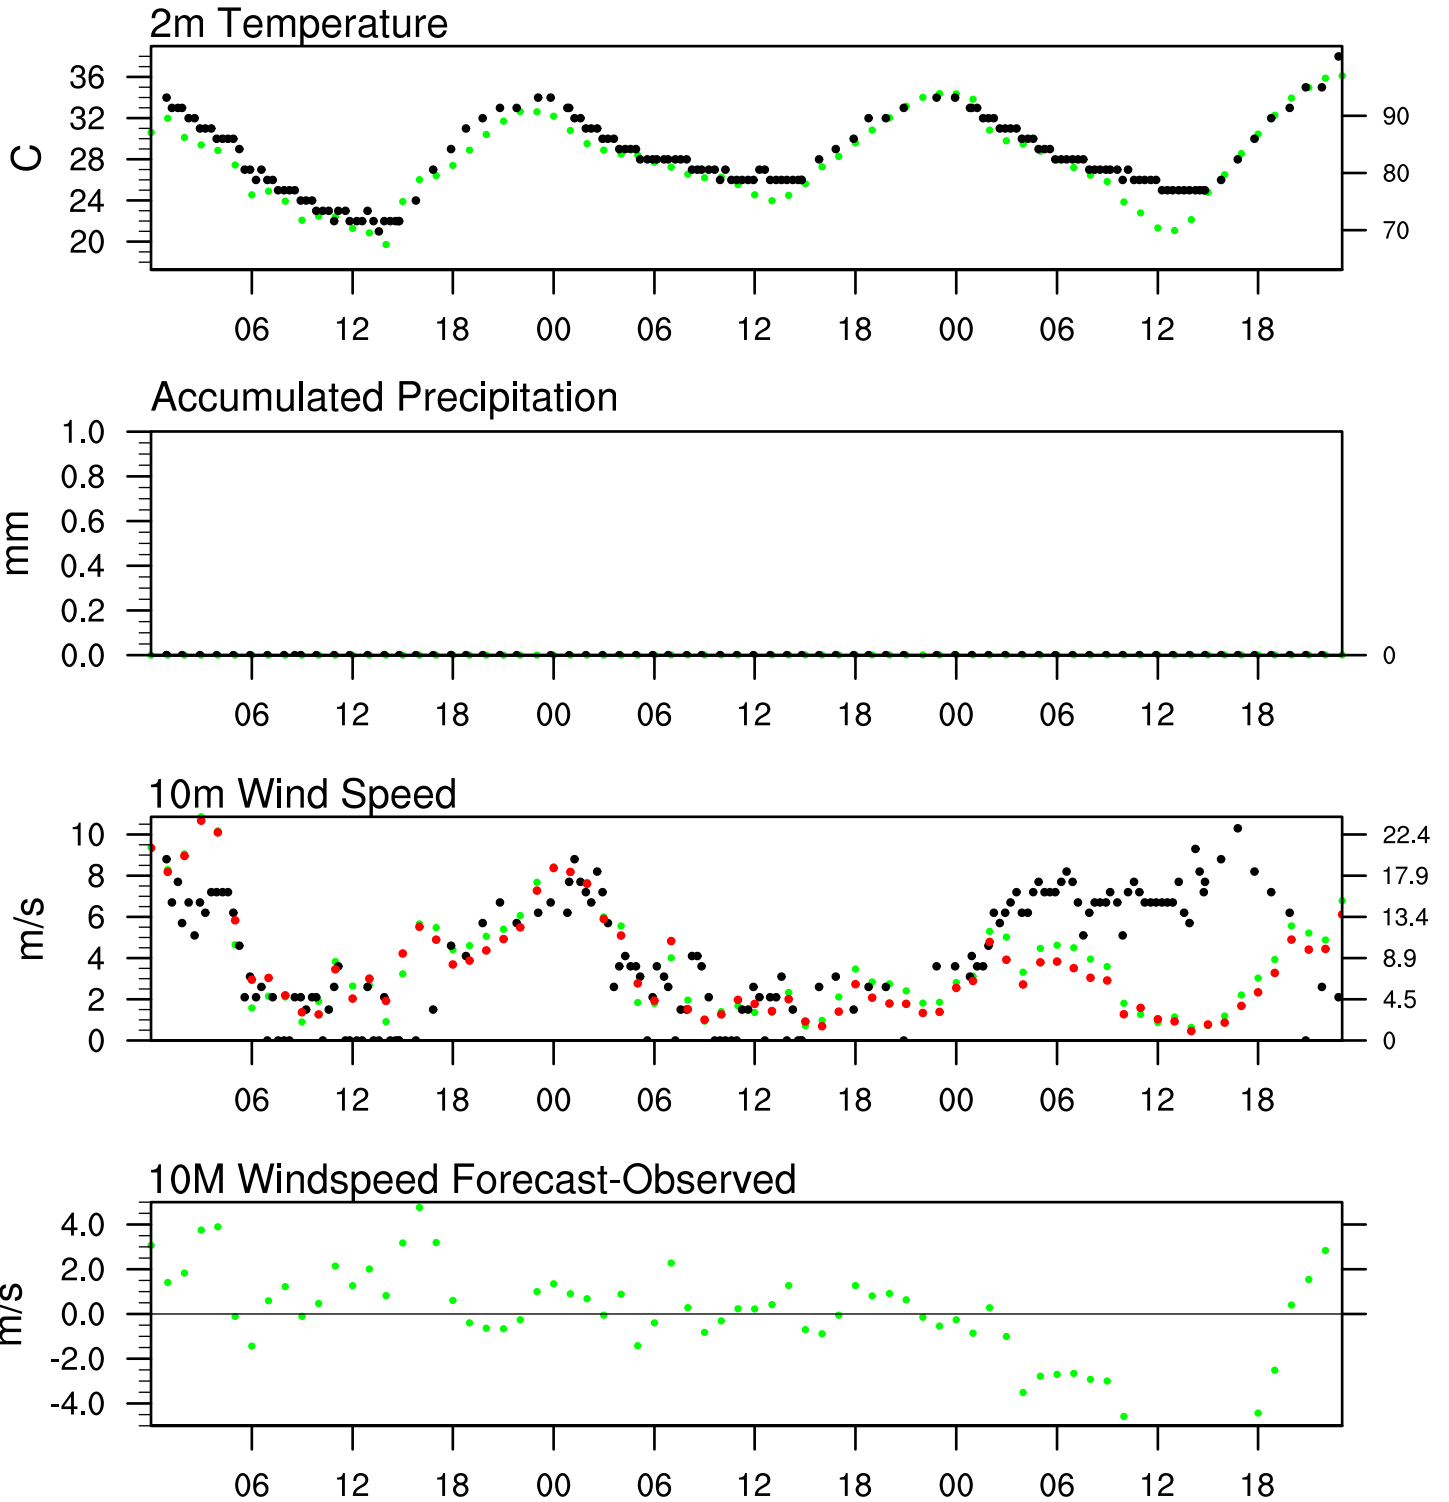 2m Temperature
C
36
32
28
24
20
90
80
70
06 12 18 00 06 12 18 00 06 12 18
Accumulated Precipitation
mm
1.0
0.8
0.6
0.4
0.2
0.0
0
06 12 18 00 06 12 18 00 06 12 18
10m Wind Speed
m/s
10
8
6
4
2
0
22.4
17.9
13.4
8.9
4.5
0
06 12 18 00 06 12 18 00 06 12 18
10M Windspeed Forecast-Observed
m/s
4.0
2.0
0.0
-2.0
-4.0
06 12 18 00 06 12 18 00 06 12 18